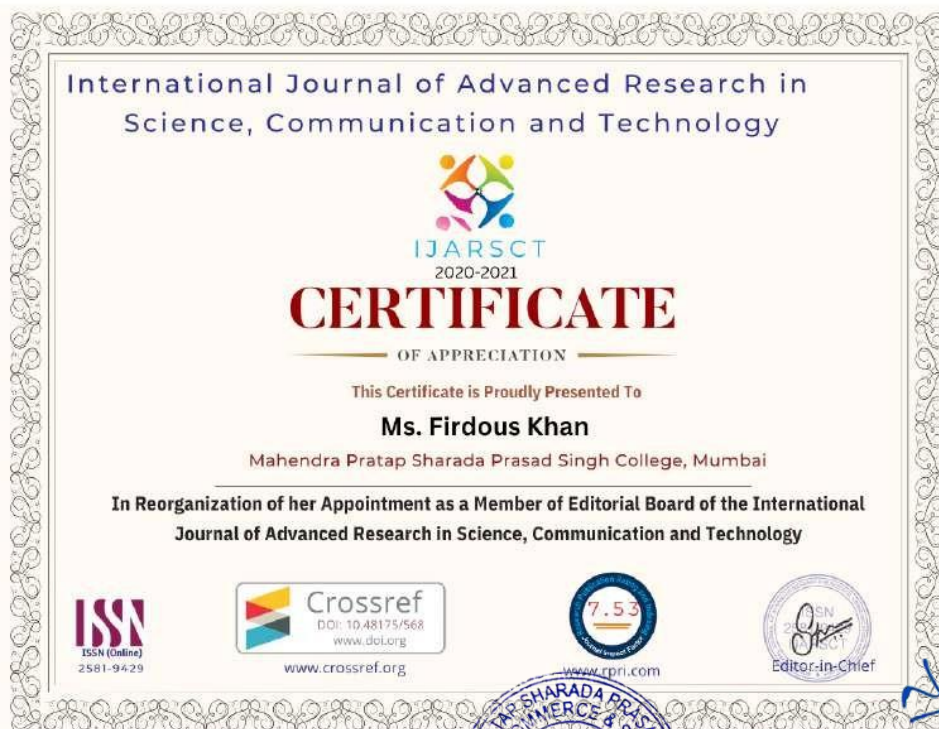 International Journal of Advanced Research in
Science, Communication and Technology
IJARSCT
2020-2021
CERTIFICATE
OF APPRECIATION
This Certificate is Proudly Presented To
Ms. Firdous Khan
Mahendra Pratap Sharada Prasad Singh College, Mumbai
In Reorganization of her Appointment as a Member of Editorial Board of the International
Journal of Advanced Research in Science, Communication and Technology
ISSN
ISSN (Online)
2581-9429
Crossref
DOI: 10.48175/568
www.doi.org
www.crossref.org
7.53
Journal Impact Factor
www.rpri.com
ISSN
Editor-in-Chief
SHARADA